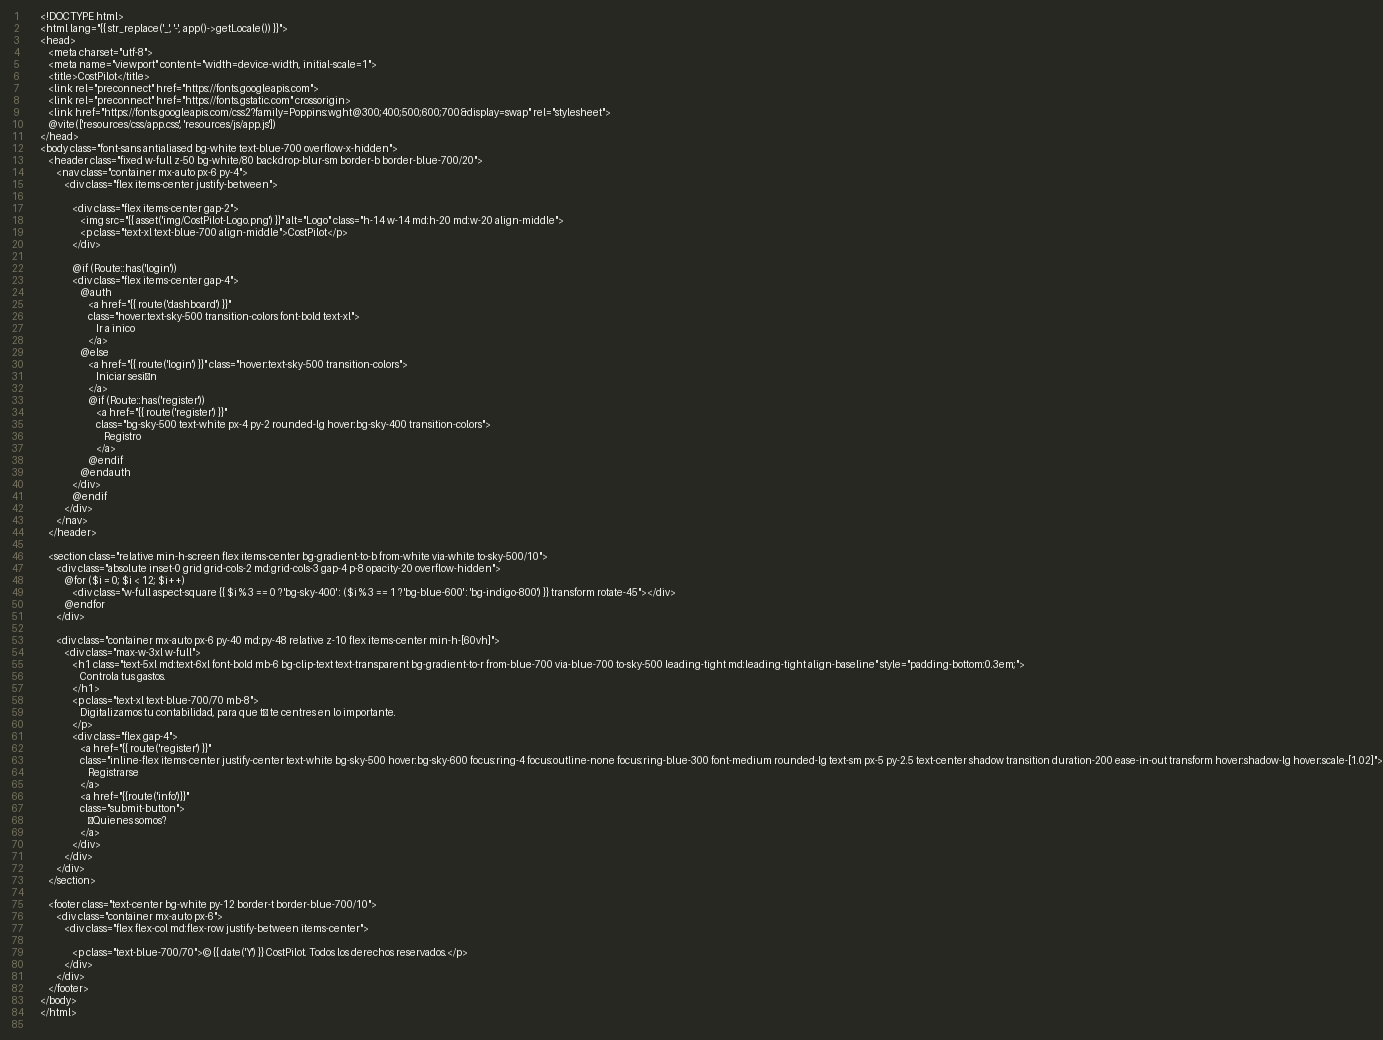 1 <!DOCTYPE html>
2 <html lang="{{ str_replace('_', '-', app()->getLocale()) }}">
3 <head>
4 <meta charset="utf-8">
5 <meta name="viewport" content="width=device-width, initial-scale=1">
6 <title>CostPilot</title>
7 <link rel="preconnect" href="https://fonts.googleapis.com">
8 <link rel="preconnect" href="https://fonts.gstatic.com" crossorigin>
9 <link href="https://fonts.googleapis.com/css2?family=Poppins:wght@300;400;500;600;700&display=swap" rel="stylesheet">
10 @vite(['resources/css/app.css', 'resources/js/app.js'])
11 </head>
12 <body class="font-sans antialiased bg-white text-blue-700 overflow-x-hidden">
13 <header class="fixed w-full z-50 bg-white/80 backdrop-blur-sm border-b border-blue-700/20">
14 <nav class="container mx-auto px-6 py-4">
15 <div class="flex items-center justify-between">
16
17 <div class="flex items-center gap-2">
18 <img src="{{ asset('img/CostPilot-Logo.png') }}" alt="Logo" class="h-14 w-14 md:h-20 md:w-20 align-middle">
19 <p class="text-xl text-blue-700 align-middle">CostPilot</p>
20 </div>
21
22 @if (Route::has('login'))
23 <div class="flex items-center gap-4">
24 @auth
25 <a href="{{ route('dashboard') }}"
26 class="hover:text-sky-500 transition-colors font-bold text-xl">
27 Ir a inico
28 </a>
29 @else
30 <a href="{{ route('login') }}" class="hover:text-sky-500 transition-colors">
31 Iniciar sesi▯n
32 </a>
33 @if (Route::has('register'))
34 <a href="{{ route('register') }}"
35 class="bg-sky-500 text-white px-4 py-2 rounded-lg hover:bg-sky-400 transition-colors">
36 Registro
37 </a>
38 @endif
39 @endauth
40 </div>
41 @endif
42 </div>
43 </nav>
44 </header>
45
46 <section class="relative min-h-screen flex items-center bg-gradient-to-b from-white via-white to-sky-500/10">
47 <div class="absolute inset-0 grid grid-cols-2 md:grid-cols-3 gap-4 p-8 opacity-20 overflow-hidden">
48 @for ($i = 0; $i < 12; $i++)
49 <div class="w-full aspect-square {{ $i % 3 == 0 ? 'bg-sky-400' : ($i % 3 == 1 ? 'bg-blue-600' : 'bg-indigo-800') }} transform rotate-45"></div>
50 @endfor
51 </div>
52
53 <div class="container mx-auto px-6 py-40 md:py-48 relative z-10 flex items-center min-h-[60vh]">
54 <div class="max-w-3xl w-full">
55 <h1 class="text-5xl md:text-6xl font-bold mb-6 bg-clip-text text-transparent bg-gradient-to-r from-blue-700 via-blue-700 to-sky-500 leading-tight md:leading-tight align-baseline" style="padding-bottom:0.3em;">
56 Controla tus gastos.
57 </h1>
58 <p class="text-xl text-blue-700/70 mb-8">
59 Digitalizamos tu contabilidad, para que t▯ te centres en lo importante.
60 </p>
61 <div class="flex gap-4">
62 <a href="{{ route('register') }}"
63 class="inline-flex items-center justify-center text-white bg-sky-500 hover:bg-sky-600 focus:ring-4 focus:outline-none focus:ring-blue-300 font-medium rounded-lg text-sm px-5 py-2.5 text-center shadow transition duration-200 ease-in-out transform hover:shadow-lg hover:scale-[1.02]">
64 Registrarse
65 </a>
66 <a href="{{route('info')}}"
67 class="submit-button">
68 ▯Quienes somos?
69 </a>
70 </div>
71 </div>
72 </div>
73 </section>
74
75 <footer class="text-center bg-white py-12 border-t border-blue-700/10">
76 <div class="container mx-auto px-6">
77 <div class="flex flex-col md:flex-row justify-between items-center">
78
79 <p class="text-blue-700/70">© {{ date('Y') }} CostPilot. Todos los derechos reservados.</p>
80 </div>
81 </div>
82 </footer>
83 </body>
84 </html>
85